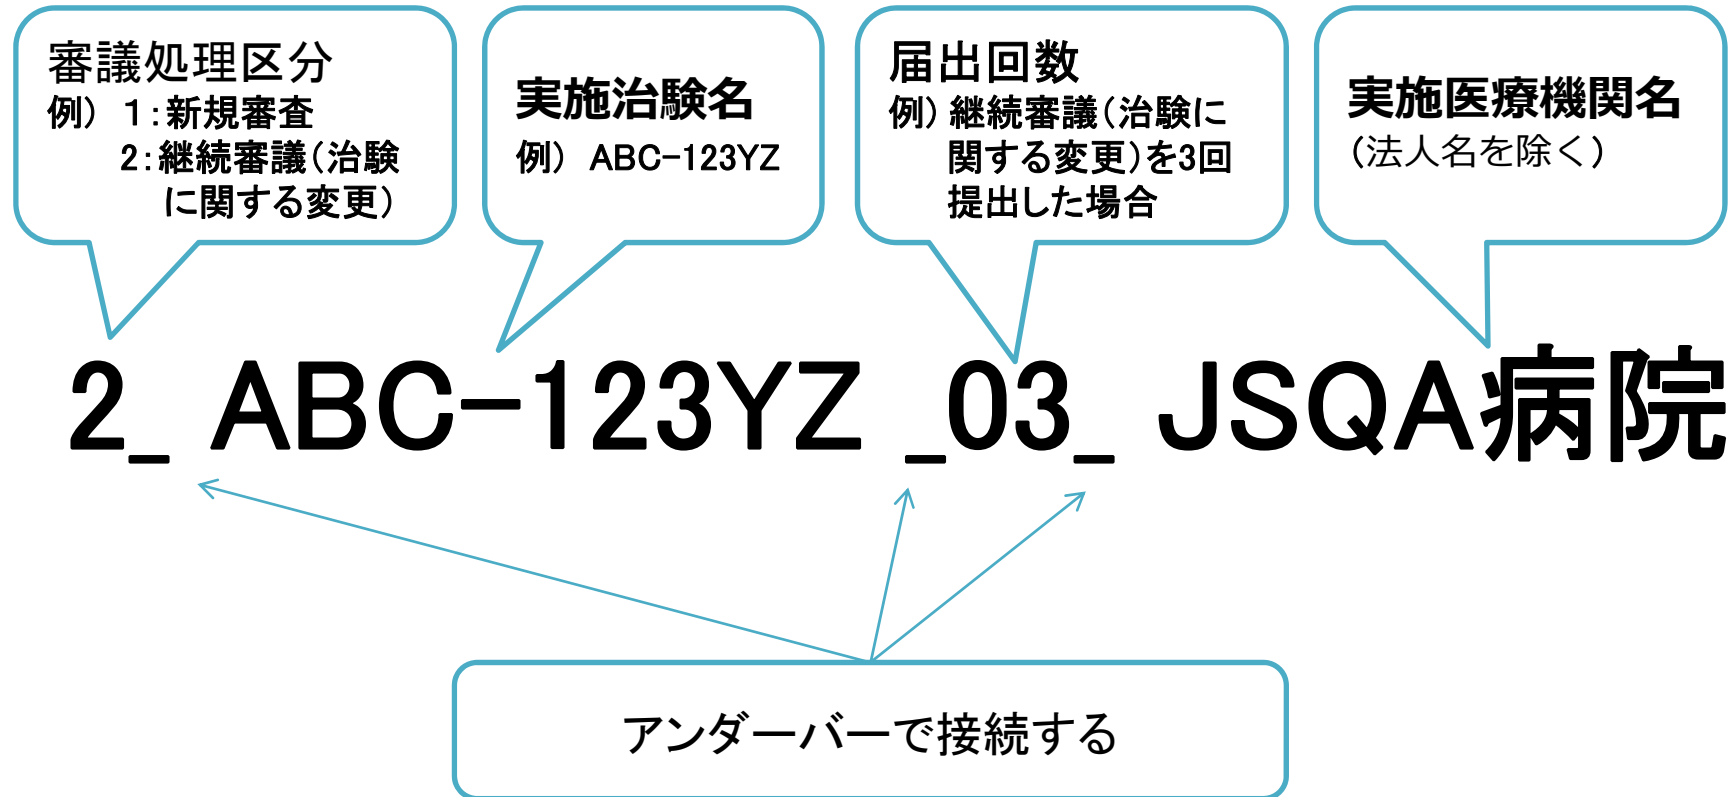 審議処理区分
例） 1：新規審査
2：継続審議（治験
に関する変更）
実施治験名
例） ABC-123YZ
届出回数
例）継続審議（治験に
関する変更）を3回
提出した場合
実施医療機関名
（法人名を除く）
2_ ABC-123YZ _03_ JSQA病院
アンダーバーで接続する